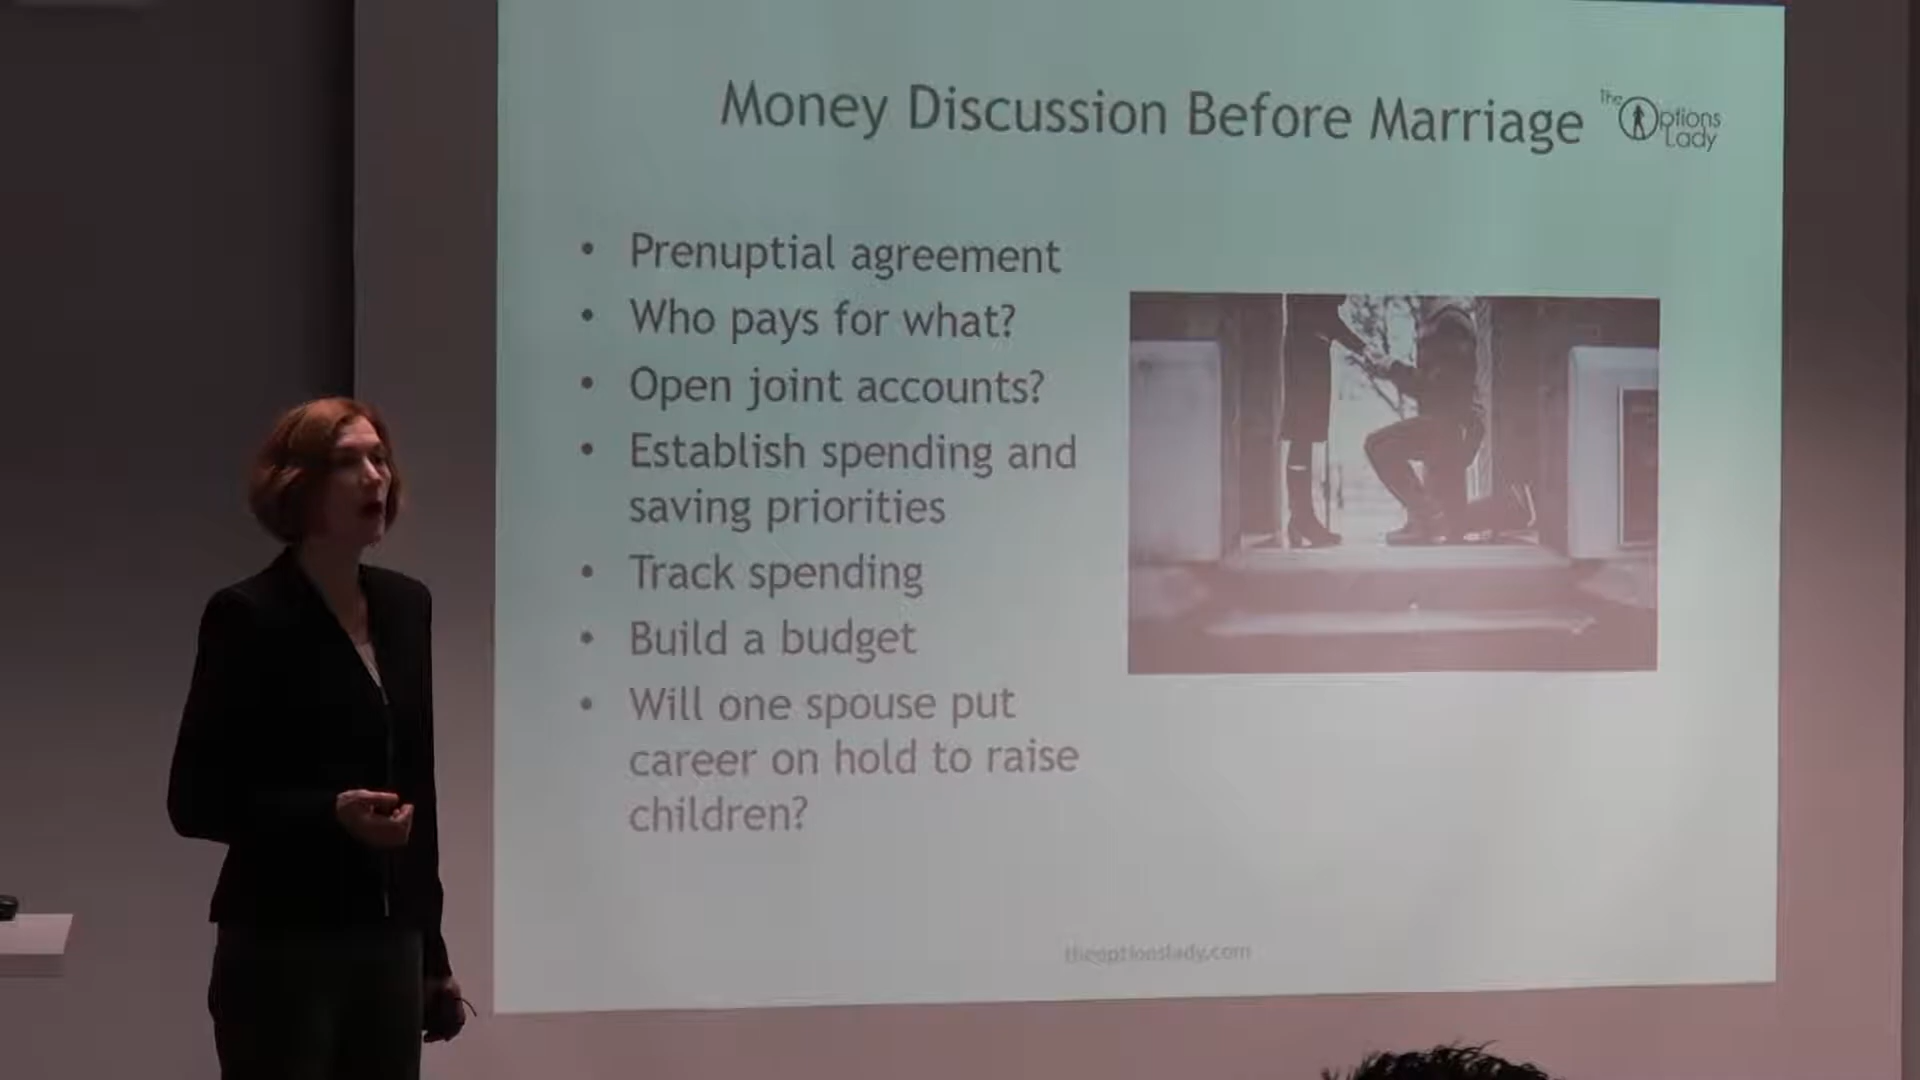 Money Discussion Before Marriage
The Options
Lady
• Prenuptial agreement
• Who pays for what?
• Open joint accounts?
• Establish spending and
saving priorities
• Track spending
• Build a budget
• Will one spouse put
career on hold to raise
children?
theoptionslady.com